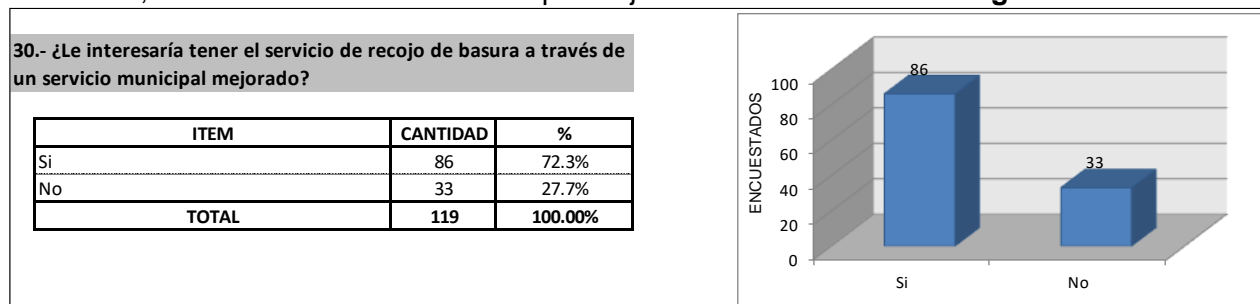 30.- ¿Le interesaría tener el servicio de recojo de basura a través de
un servicio municipal mejorado?
ITEM CANTIDAD %
Si 86 72.3%
No 33 27.7%
TOTAL 119 100.00%
ENCUESTADOS
100
80
60
40
20
0
86
33
Si No